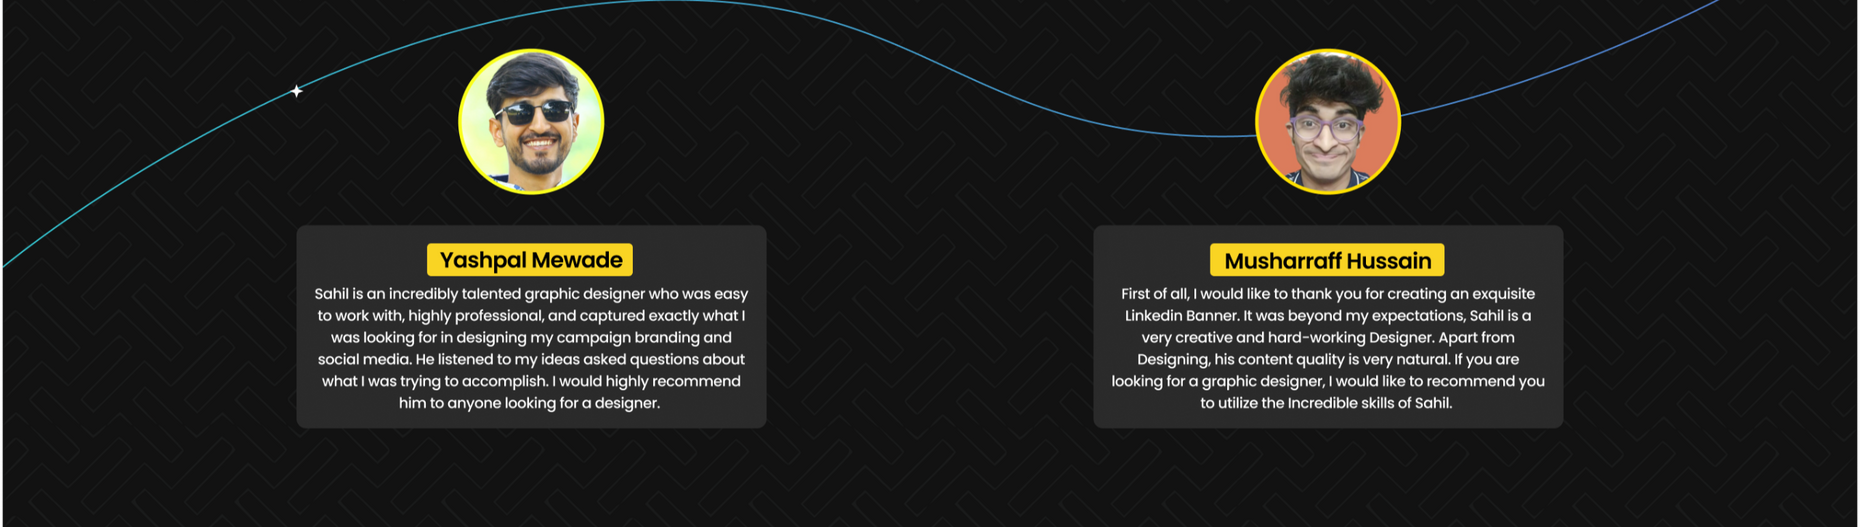 Yashpal Mewade
Sahil is an incredibly talented graphic designer who was easy
to work with, highly professional, and captured exactly what I
was looking for in designing my campaign branding and
social media. He listened to my ideas asked questions about
what I was trying to accomplish. I would highly recommend
him to anyone looking for a designer.
Musharraff Hussain
First of all, I would like to thank you for creating an exquisite
Linkedin Banner. It was beyond my expectations, Sahil is a
very creative and hard-working Designer. Apart from
Designing, his content quality is very natural. If you are
looking for a graphic designer, I would like to recommend you
to utilize the Incredible skills of Sahil.